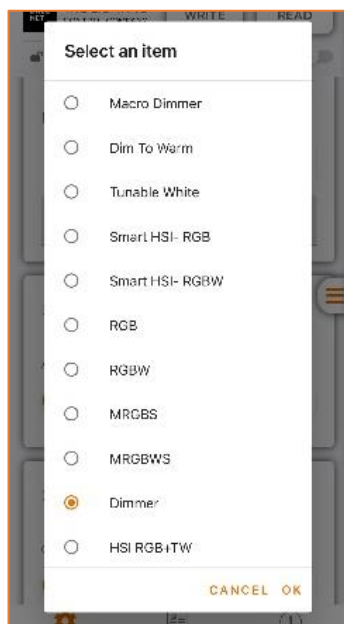 NET
WRITE
READ
Select an item
Macro Dimmer
Dim To Warm
Tunable White
Smart HSI- RGB
Smart HSI- RGBW
RGB
RGBW
MRGBS
MRGBWS
Dimmer
HSI RGB+TW
CANCEL OK